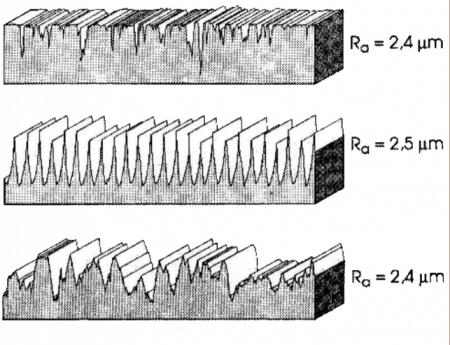 Ra = 2,4 µm
Ra = 2,5 µm
Ra = 2,4 µm